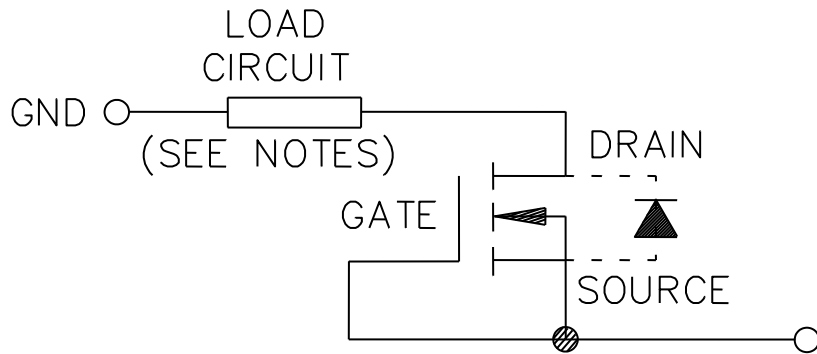 LOAD
CIRCUIT
GND
(SEE NOTES)
DRAIN
GATE
SOURCE